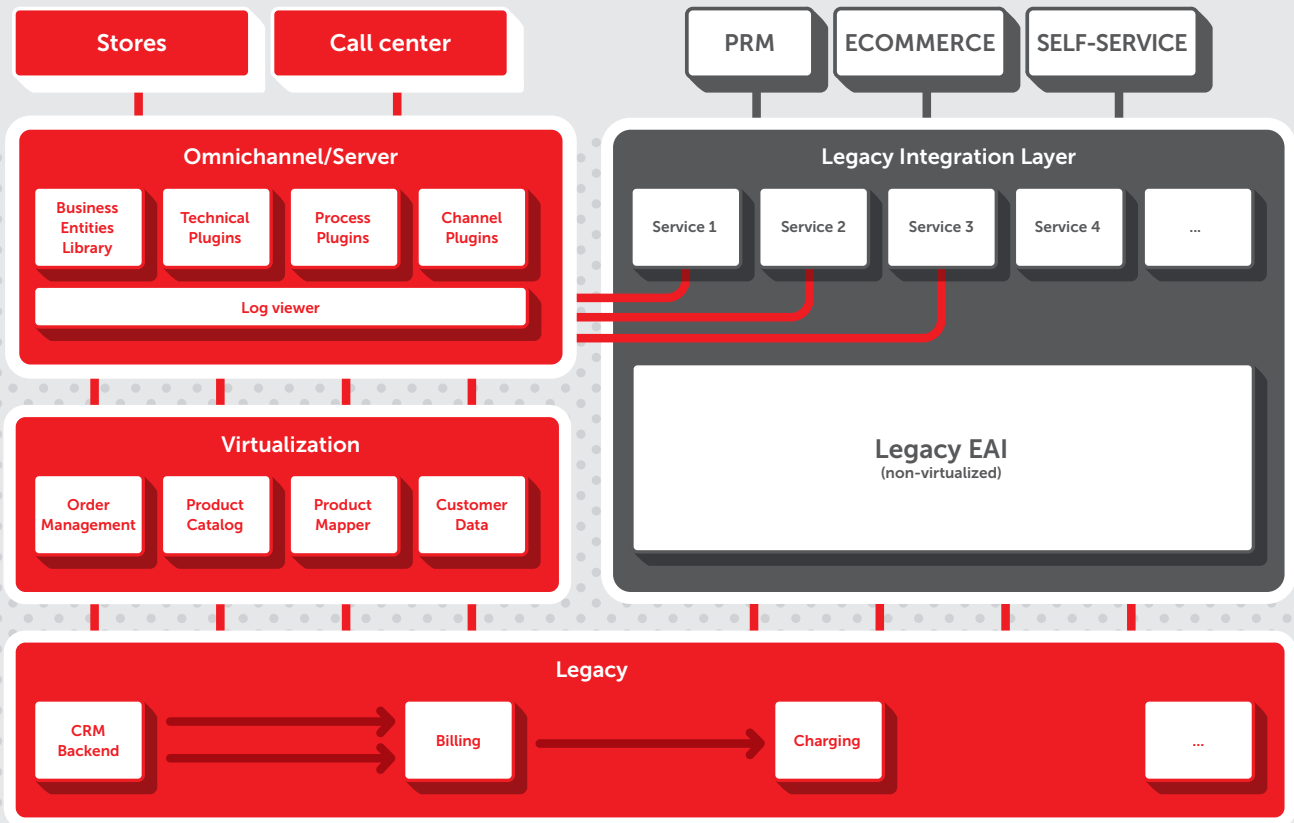 Stores
Call center
PRM
ECOMMERCE
SELF-SERVICE
Omnichannel/Server
Business
Entities
Library
Technical
Plugins
Process
Plugins
Channel
Plugins
Log viewer
Legacy Integration Layer
Service 1
Service 2
Service 3
Service 4
...
Legacy EAI
(non-virtualized)
Virtualization
Order
Management
Product
Catalog
Product
Mapper
Customer
Data
Legacy
CRM
Backend
Billing
Charging
...